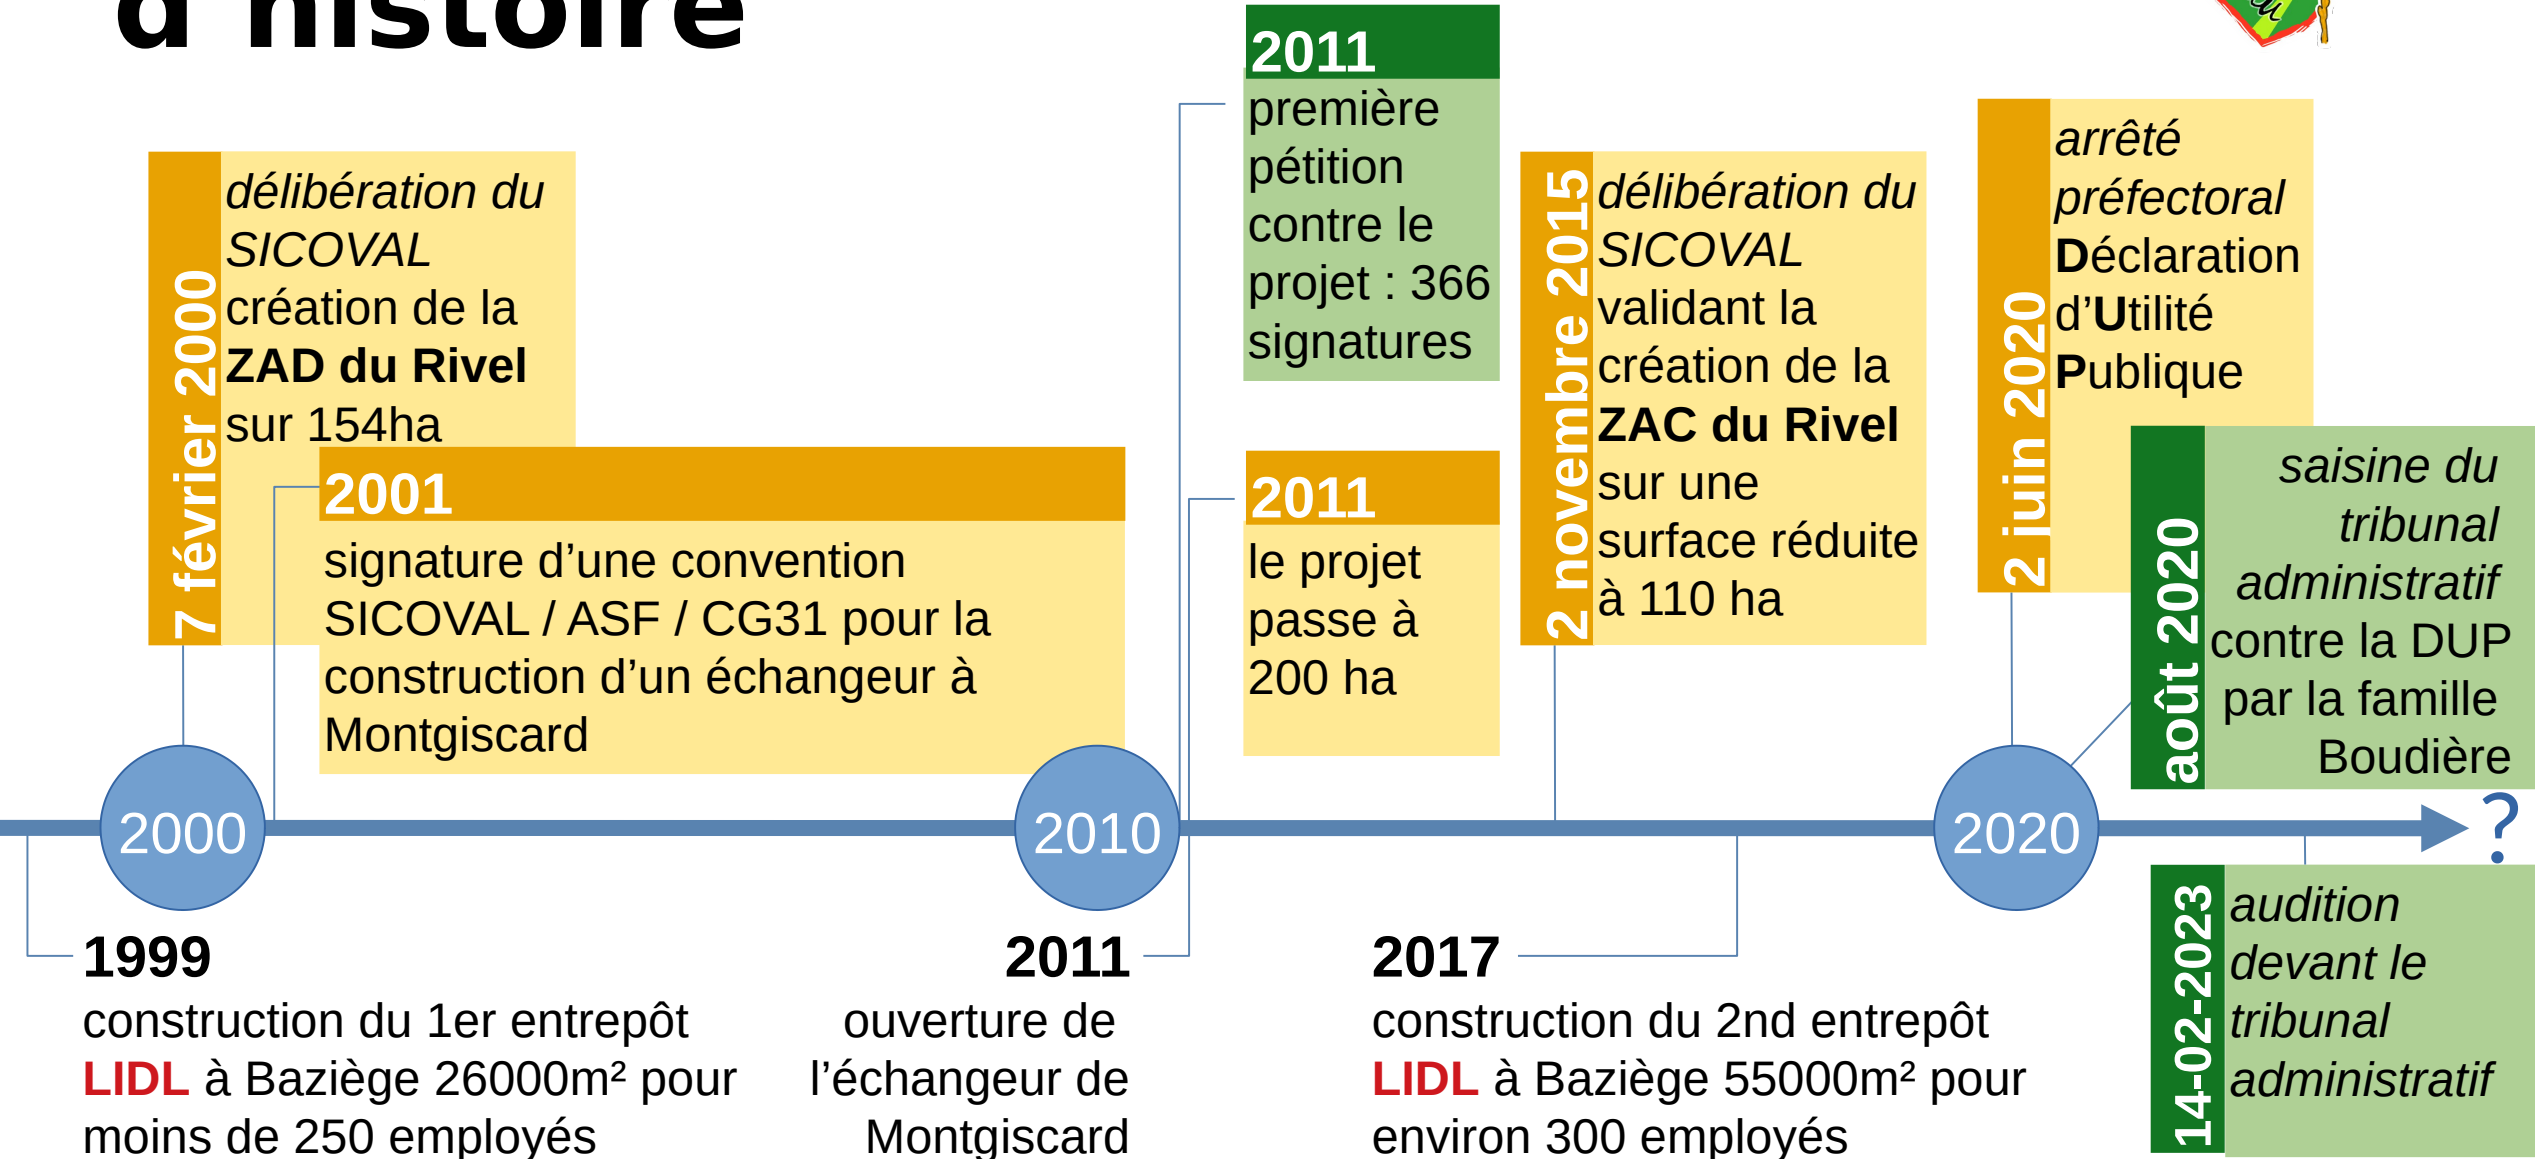 d'histoire
7 février 2000
délibération du
SICOVAL
création de la
ZAD du Rivel
sur 154ha
2001
signature d’une convention
SICOVAL / ASF / CG31 pour la
construction d’un échangeur à
Montgiscard
2011
première
pétition
contre le
projet : 366
signatures
2011
le projet
passe à
200 ha
2 novembre 2015
délibération du
SICOVAL
validant la
création de la
ZAC du Rivel
sur une
surface réduite
à 110 ha
2 juin 2020
arrêté
préfectoral
Déclaration
d’Utilité
Publique
août 2020
saisine du
tribunal
administratif
contre la DUP
par la famille
Boudière
2000
2010
2020
?
1999
construction du 1er entrepôt
LIDL à Baziège 26000m² pour
moins de 250 employés
2011
ouverture de
l’échangeur de
Montgiscard
2017
construction du 2nd entrepôt
LIDL à Baziège 55000m² pour
environ 300 employés
14-02-2023
audition
devant le
tribunal
administratif